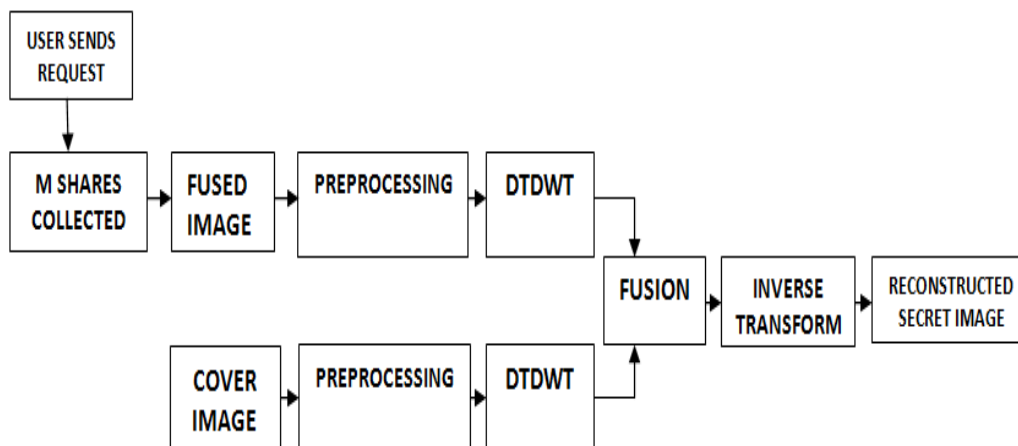 USER SENDS
REQUEST
M SHARES
COLLECTED
FUSED
IMAGE
PREPROCESSING
DTDWT
FUSION
INVERSE
TRANSFORM
RECONSTRUCTED
SECRET IMAGE
COVER
IMAGE
PREPROCESSING
DTDWT